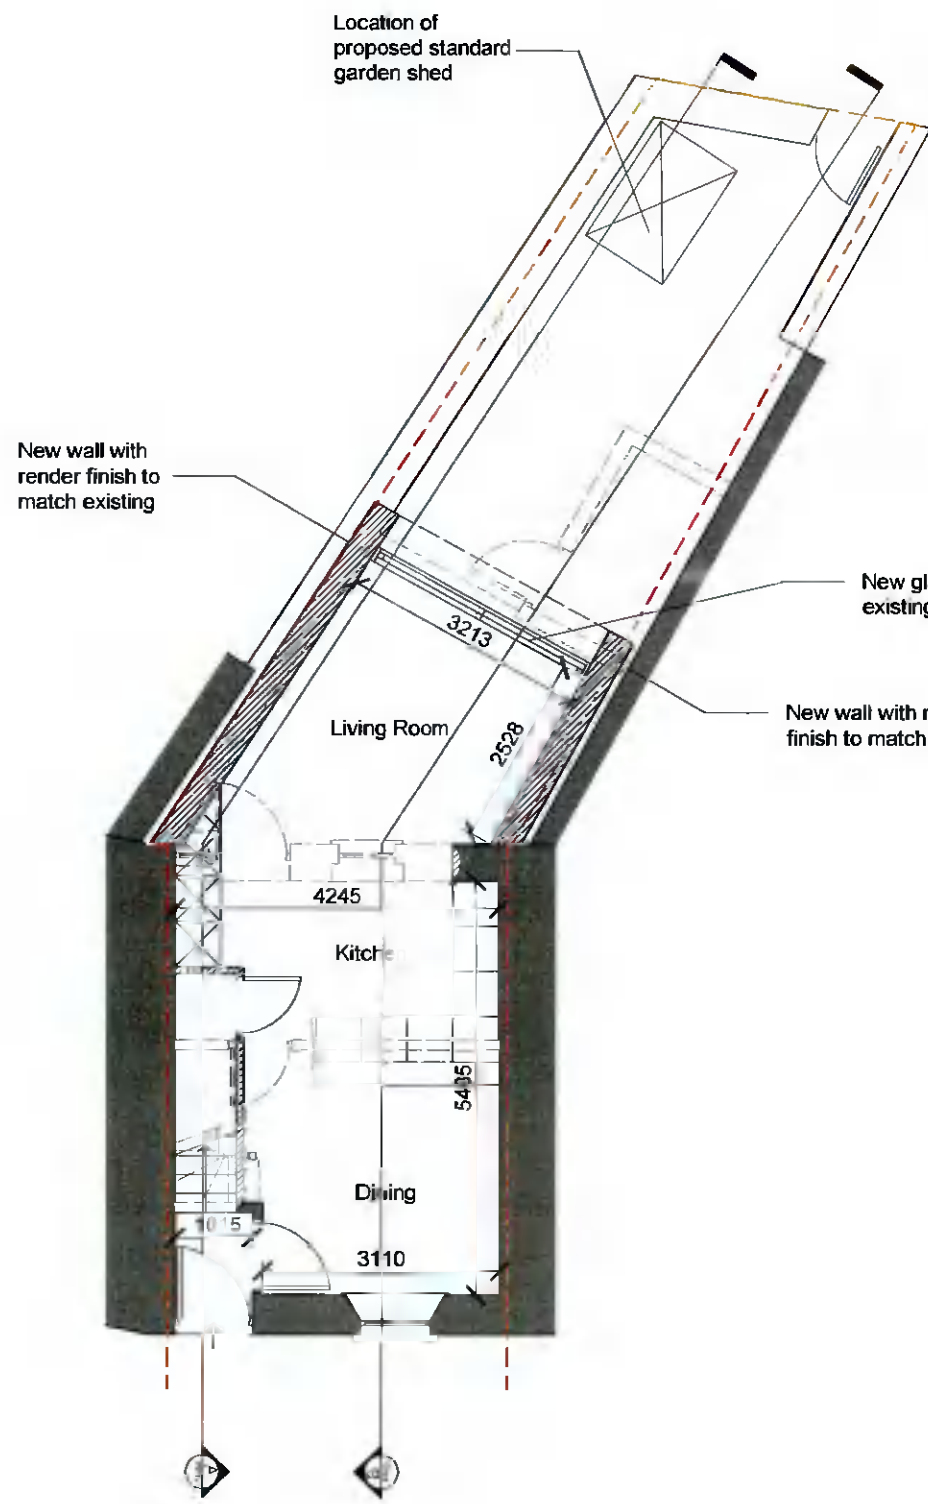 Location of
proposed standard
garden shed
New wall with
render finish to
match existing
New gl
existing
3213
Living Room
2528
New wall with r
finish to match
4245
Kitche
5485
Dining
1015
3110